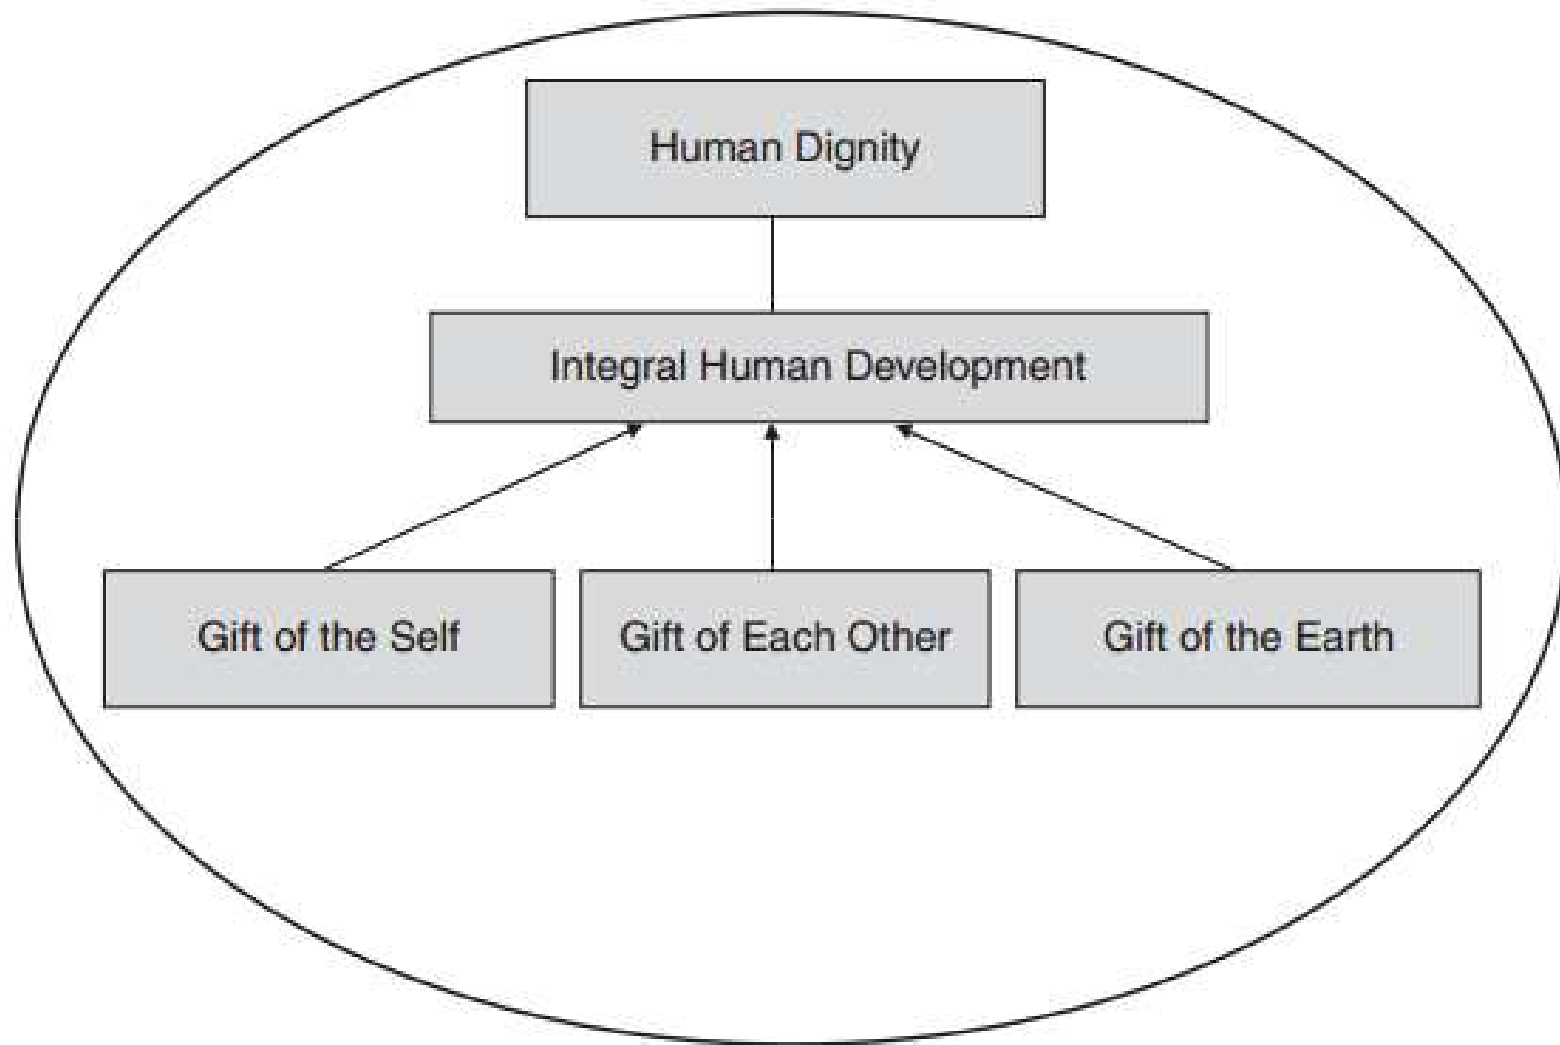 Human Dignity
Integral Human Development
Gift of the Self
Gift of Each Other
Gift of the Earth